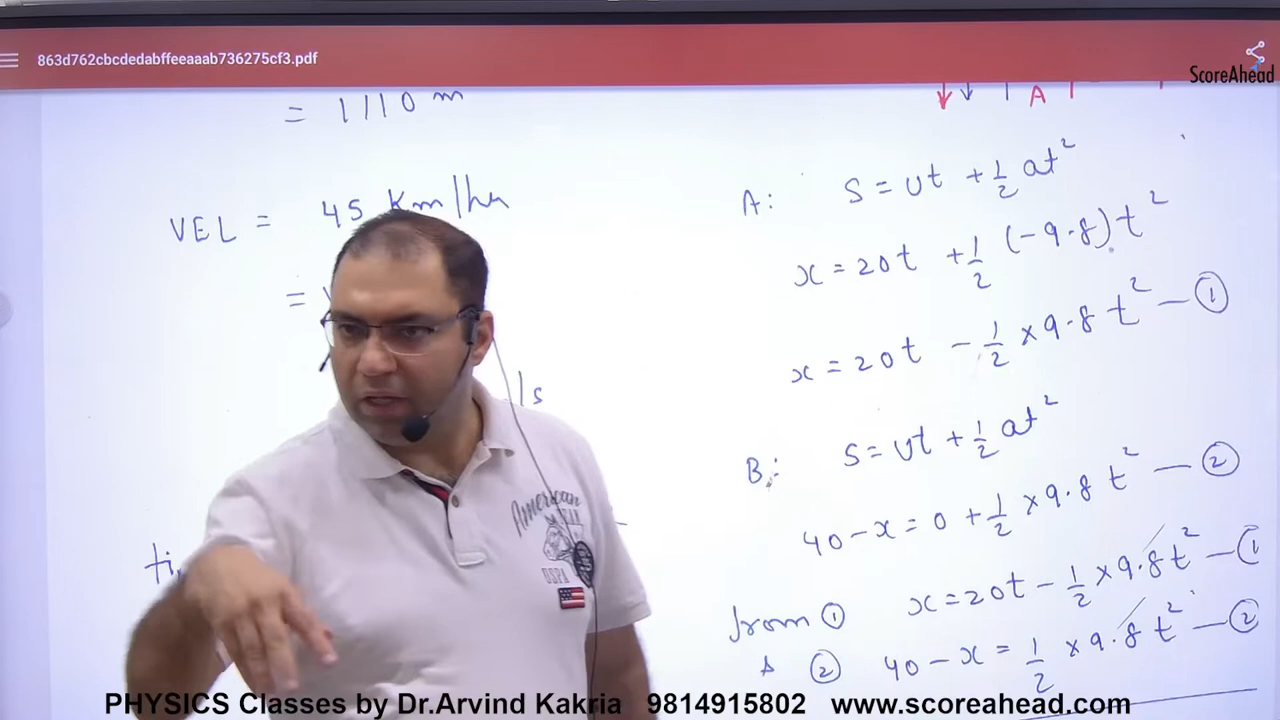 863d762cbcdedabffeeaaab736275cf3.pdf
ScoreAhead
= 1110 m
VEL = 45 Km/hr
=
/s
A
A: S = ut + 1/2 at²
x = 20t + 1/2 (-9.8) t²
x = 20t - 1/2 × 9.8 t² — ①
B: S = ut + 1/2 at²
40 - x = 0 + 1/2 × 9.8 t² — ②
from ① x = 20t - 1/2 × 9.8 t² — ①
& ② 40 - x = 1/2 × 9.8 t² — ②
American
USPA
PHYSICS Classes by Dr.Arvind Kakria 9814915802 www.scoreahead.com